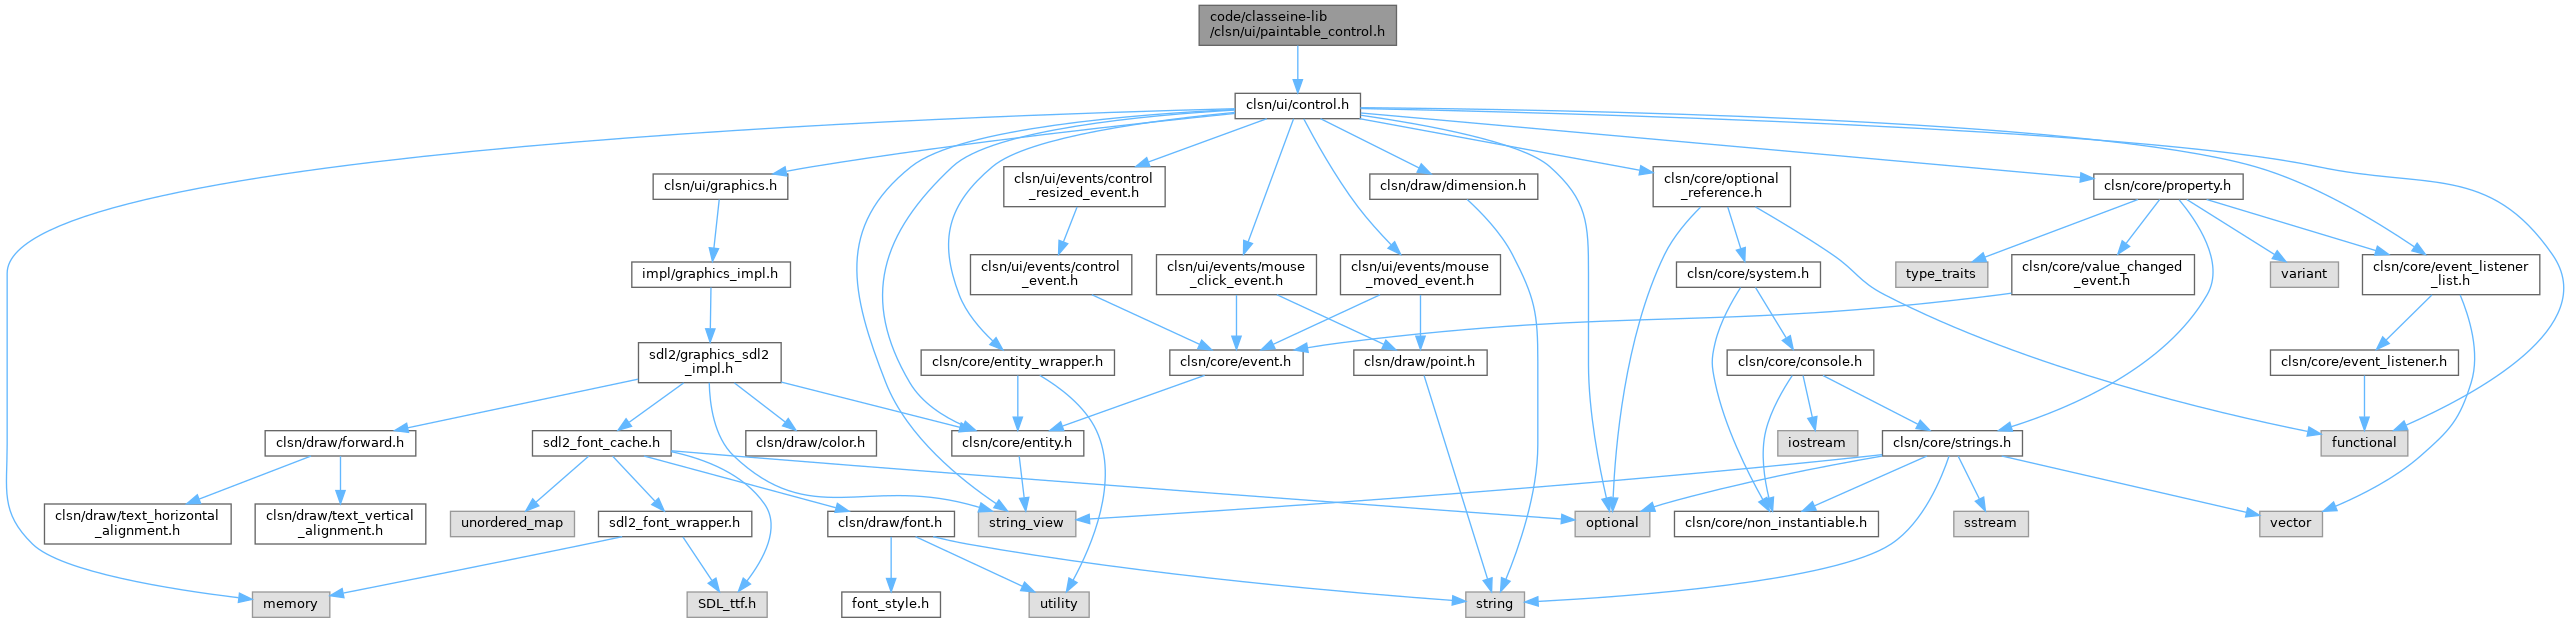 code/classeine-lib
/clsn/ui/paintable_control.h
clsn/ui/control.h
clsn/ui/graphics.h
clsn/ui/events/control
_resized_event.h
clsn/draw/dimension.h
clsn/core/optional
_reference.h
clsn/core/property.h
impl/graphics_impl.h
clsn/ui/events/control
_event.h
clsn/ui/events/mouse
_click_event.h
clsn/ui/events/mouse
_moved_event.h
clsn/core/system.h
type_traits
clsn/core/value_changed
_event.h
variant
clsn/core/event_listener
_list.h
sdl2/graphics_sdl2
_impl.h
clsn/core/entity_wrapper.h
clsn/core/event.h
clsn/draw/point.h
clsn/core/console.h
clsn/core/event_listener.h
clsn/draw/forward.h
sdl2_font_cache.h
clsn/draw/color.h
clsn/core/entity.h
iostream
clsn/core/strings.h
functional
clsn/draw/text_horizontal
_alignment.h
clsn/draw/text_vertical
_alignment.h
unordered_map
sdl2_font_wrapper.h
clsn/draw/font.h
string_view
optional
clsn/core/non_instantiable.h
sstream
vector
memory
SDL_ttf.h
font_style.h
utility
string